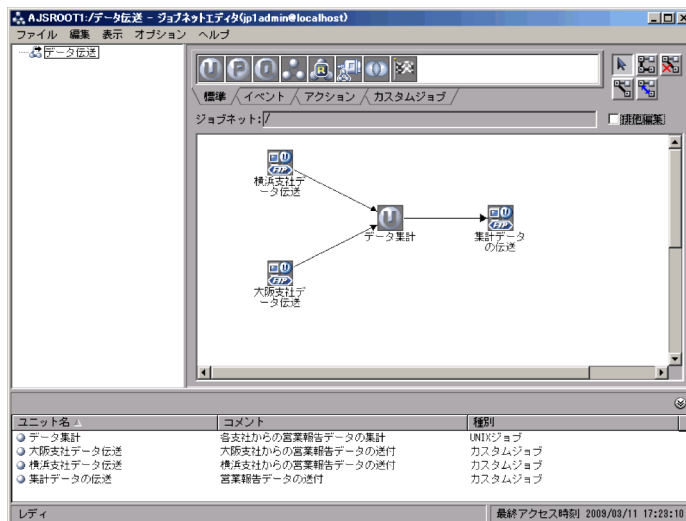 AJSROOT1:/データ伝送 - ジョブネットエディタ(jp1admin@localhost)
ファイル 編集 表示 オプション ヘルプ
データ伝送
標準 イベント アクション カスタムジョブ
ジョブネット: /
排他編集
横浜支社デ
ータ伝送
データ集計
集計データ
の伝送
大阪支社デ
ータ伝送
ユニット名 コメント 種別
データ集計 各支社からの営業報告データの集計 UNIXジョブ
大阪支社データ伝送 大阪支社からの営業報告データの送付 カスタムジョブ
横浜支社データ伝送 横浜支社からの営業報告データの送付 カスタムジョブ
集計データの伝送 営業報告データの送付 カスタムジョブ
レディ 最終アクセス時刻 2009/03/11 17:23:10